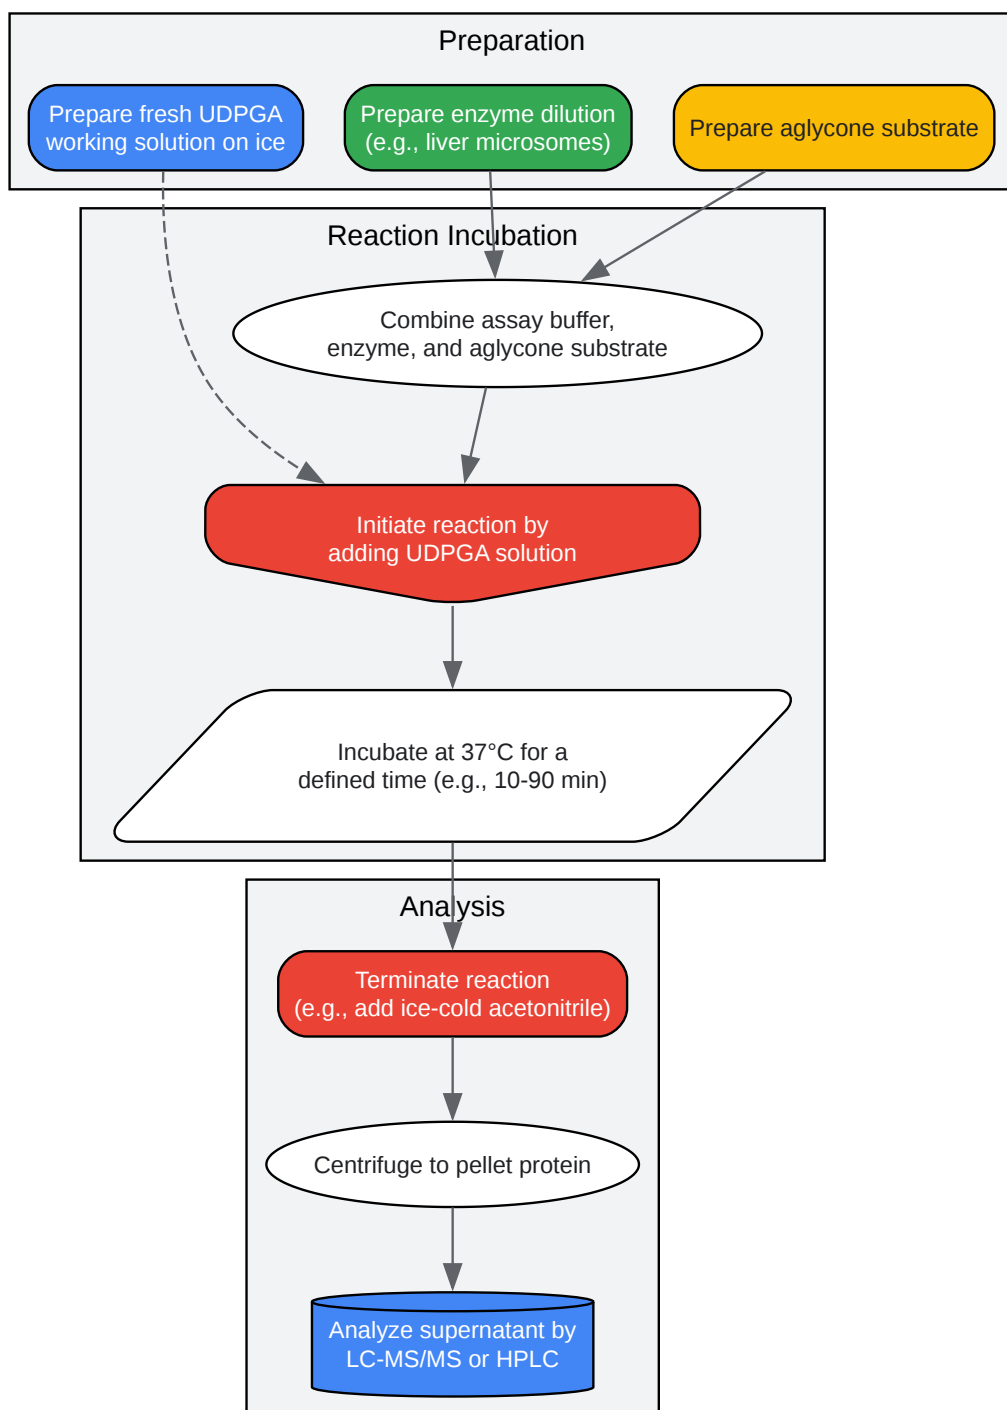 Preparation
Prepare fresh UDPGA
working solution on ice
Prepare enzyme dilution
(e.g., liver microsomes)
Prepare aglycone substrate
Reaction Incubation
Combine assay buffer,
enzyme, and aglycone substrate
Initiate reaction by
adding UDPGA solution
Incubate at 37°C for a
defined time (e.g., 10-90 min)
Analysis
Terminate reaction
(e.g., add ice-cold acetonitrile)
Centrifuge to pellet protein
Analyze supernatant by
LC-MS/MS or HPLC